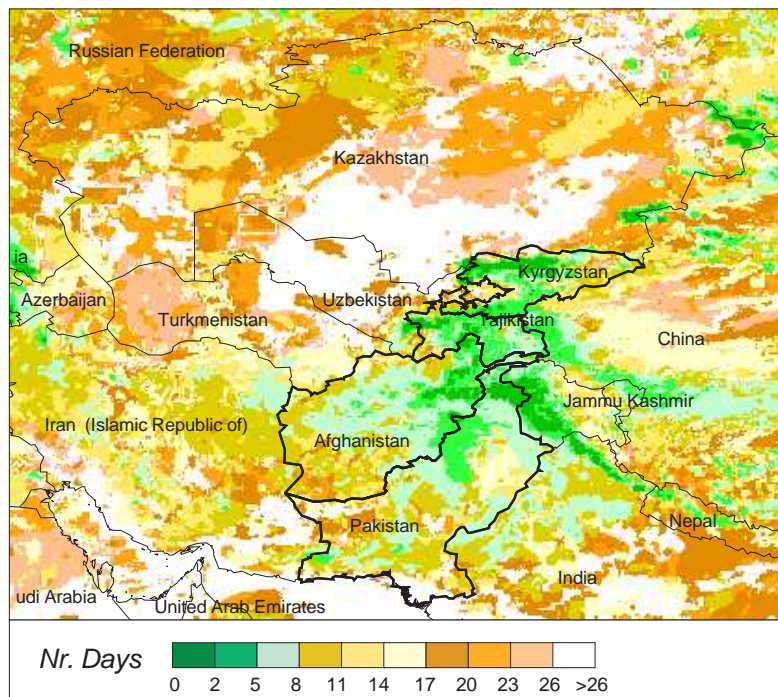 Russian Federation
Kazakhstan
ia
Kyrgyzstan
Azerbaijan
Turkmenistan
Uzbekistan
Tajikistan
China
Iran (Islamic Republic of)
Jammu Kashmir
Afghanistan
Pakistan
Nepal
India
udi Arabia
United Arab Emirates
Nr. Days
0 2 5 8 11 14 17 20 23 26 >26